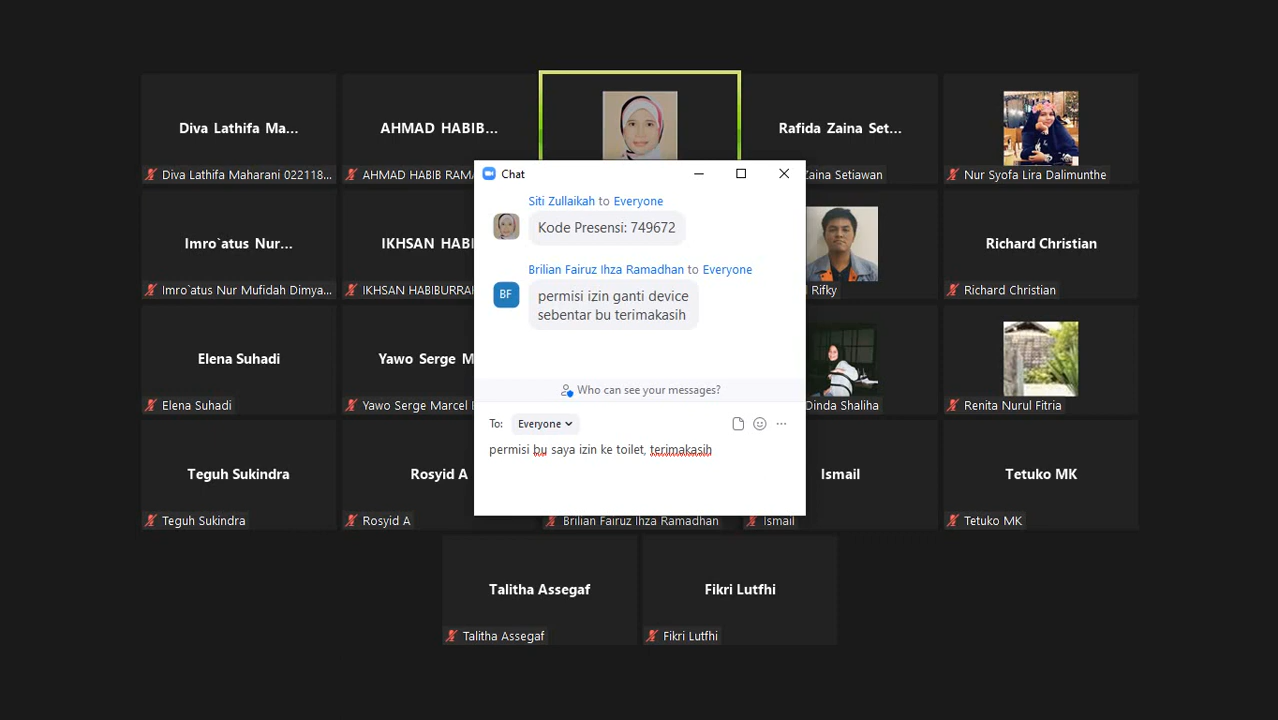 Diva Lathifa Ma...
AHMAD HABIB...
Rafida Zaina Set...
Diva Lathifa Maharani 022118...
AHMAD HABIB RAMA
Zaina Setiawan
Nur Syofa Lira Dalimunthe
Chat
Siti Zullaikah to Everyone
Kode Presensi: 749672
Brilian Fairuz Ihza Ramadhan to Everyone
BF
permisi izin ganti device
sebentar bu terimakasih
Who can see your messages?
To: Everyone
permisi bu saya izin ke toilet, terimakasih
Imro`atus Nur...
IKHSAN HABI
Richard Christian
Imro`atus Nur Mufidah Dimya...
IKHSAN HABIBURRAH
Rifky
Richard Christian
Elena Suhadi
Yawo Serge M
Elena Suhadi
Yawo Serge Marcel
Dinda Shaliha
Renita Nurul Fitria
Teguh Sukindra
Rosyid A
Ismail
Tetuko MK
Teguh Sukindra
Rosyid A
Brilian Fairuz Ihza Ramadhan
Ismail
Tetuko MK
Talitha Assegaf
Fikri Lutfhi
Talitha Assegaf
Fikri Lutfhi